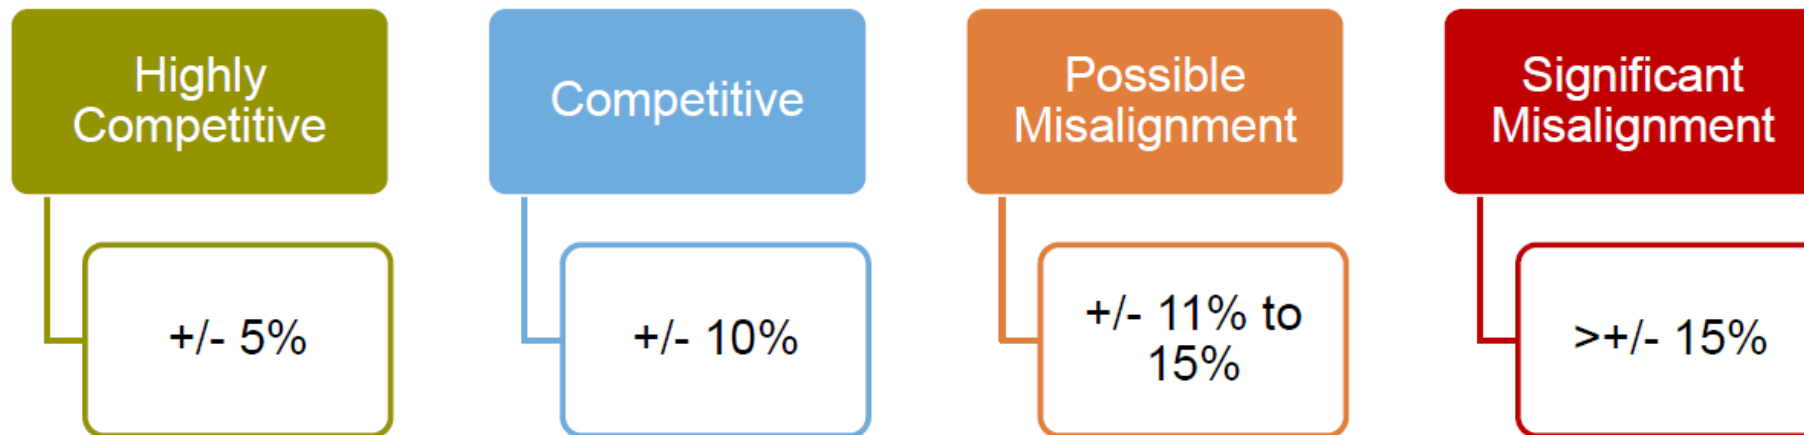 Highly
Competitive
+/- 5%
Competitive
+/- 10%
Possible
Misalignment
+/- 11% to
15%
Significant
Misalignment
>+/- 15%